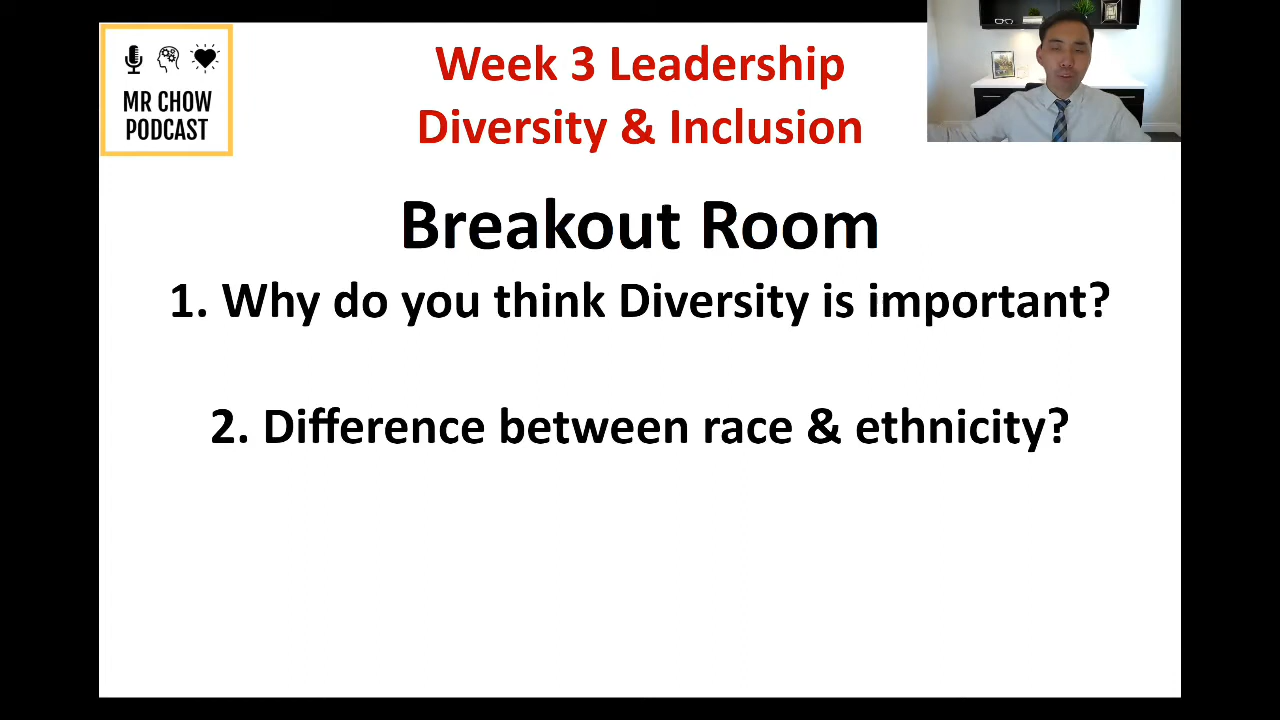 MR CHOW
PODCAST
Week 3 Leadership
Diversity & Inclusion
Breakout Room
1. Why do you think Diversity is important?
2. Difference between race & ethnicity?